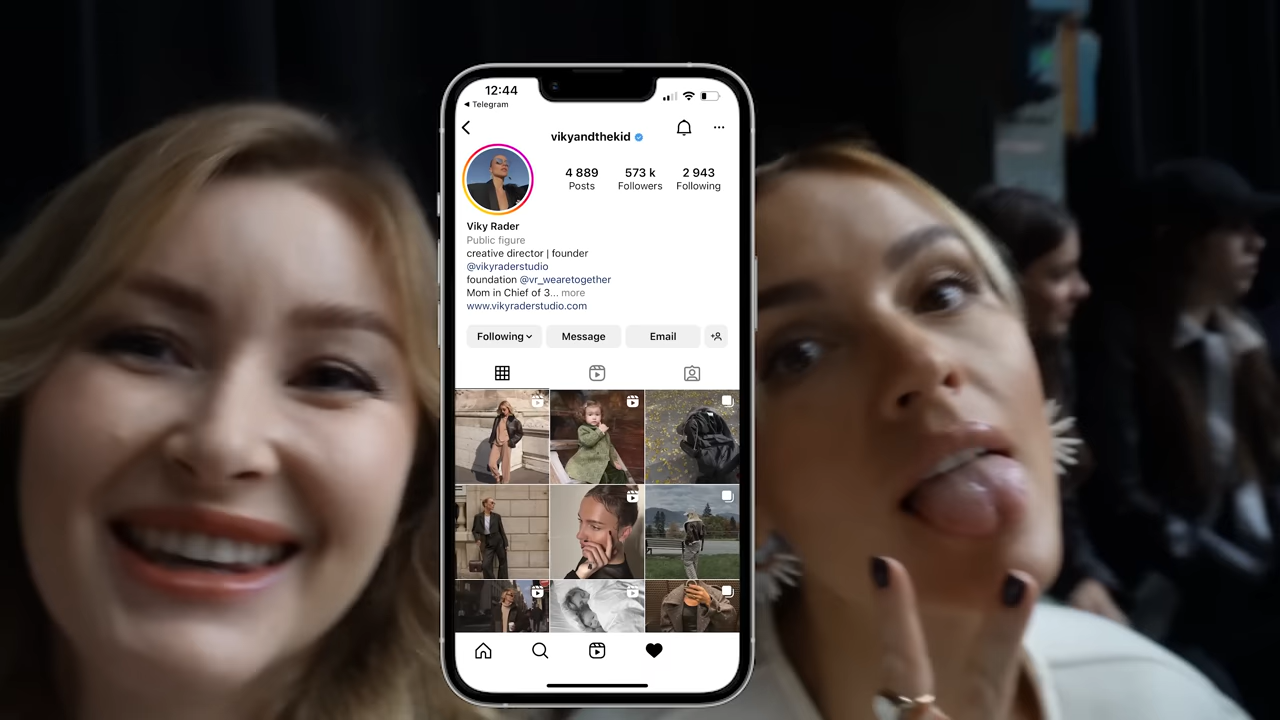 12:44
◀ Telegram
vikyandthekid
4 889 573 k 2 943
Posts Followers Following
Viky Rader
Public figure
creative director | founder
@vikyraderstudio
foundation @vr_wearetogether
Mom in Chief of 3... more
www.vikyraderstudio.com
Following Message Email